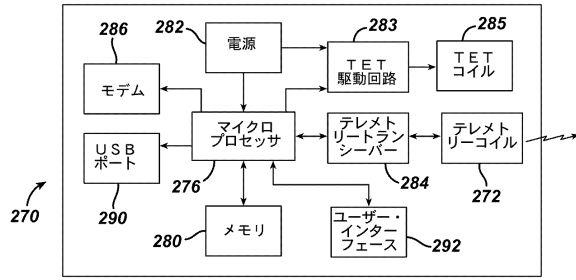 286
282
283
285
電源
ＴＥＴ
駆動回路
ＴＥＴ
コイル
モデム
マイクロ
プロセッサ
テレメト
リートラン
シーバー
テレメト
リーコイル
ＵＳＢ
ポート
276
284
272
270
290
メモリ
280
ユーザー・
インター
フェース
292